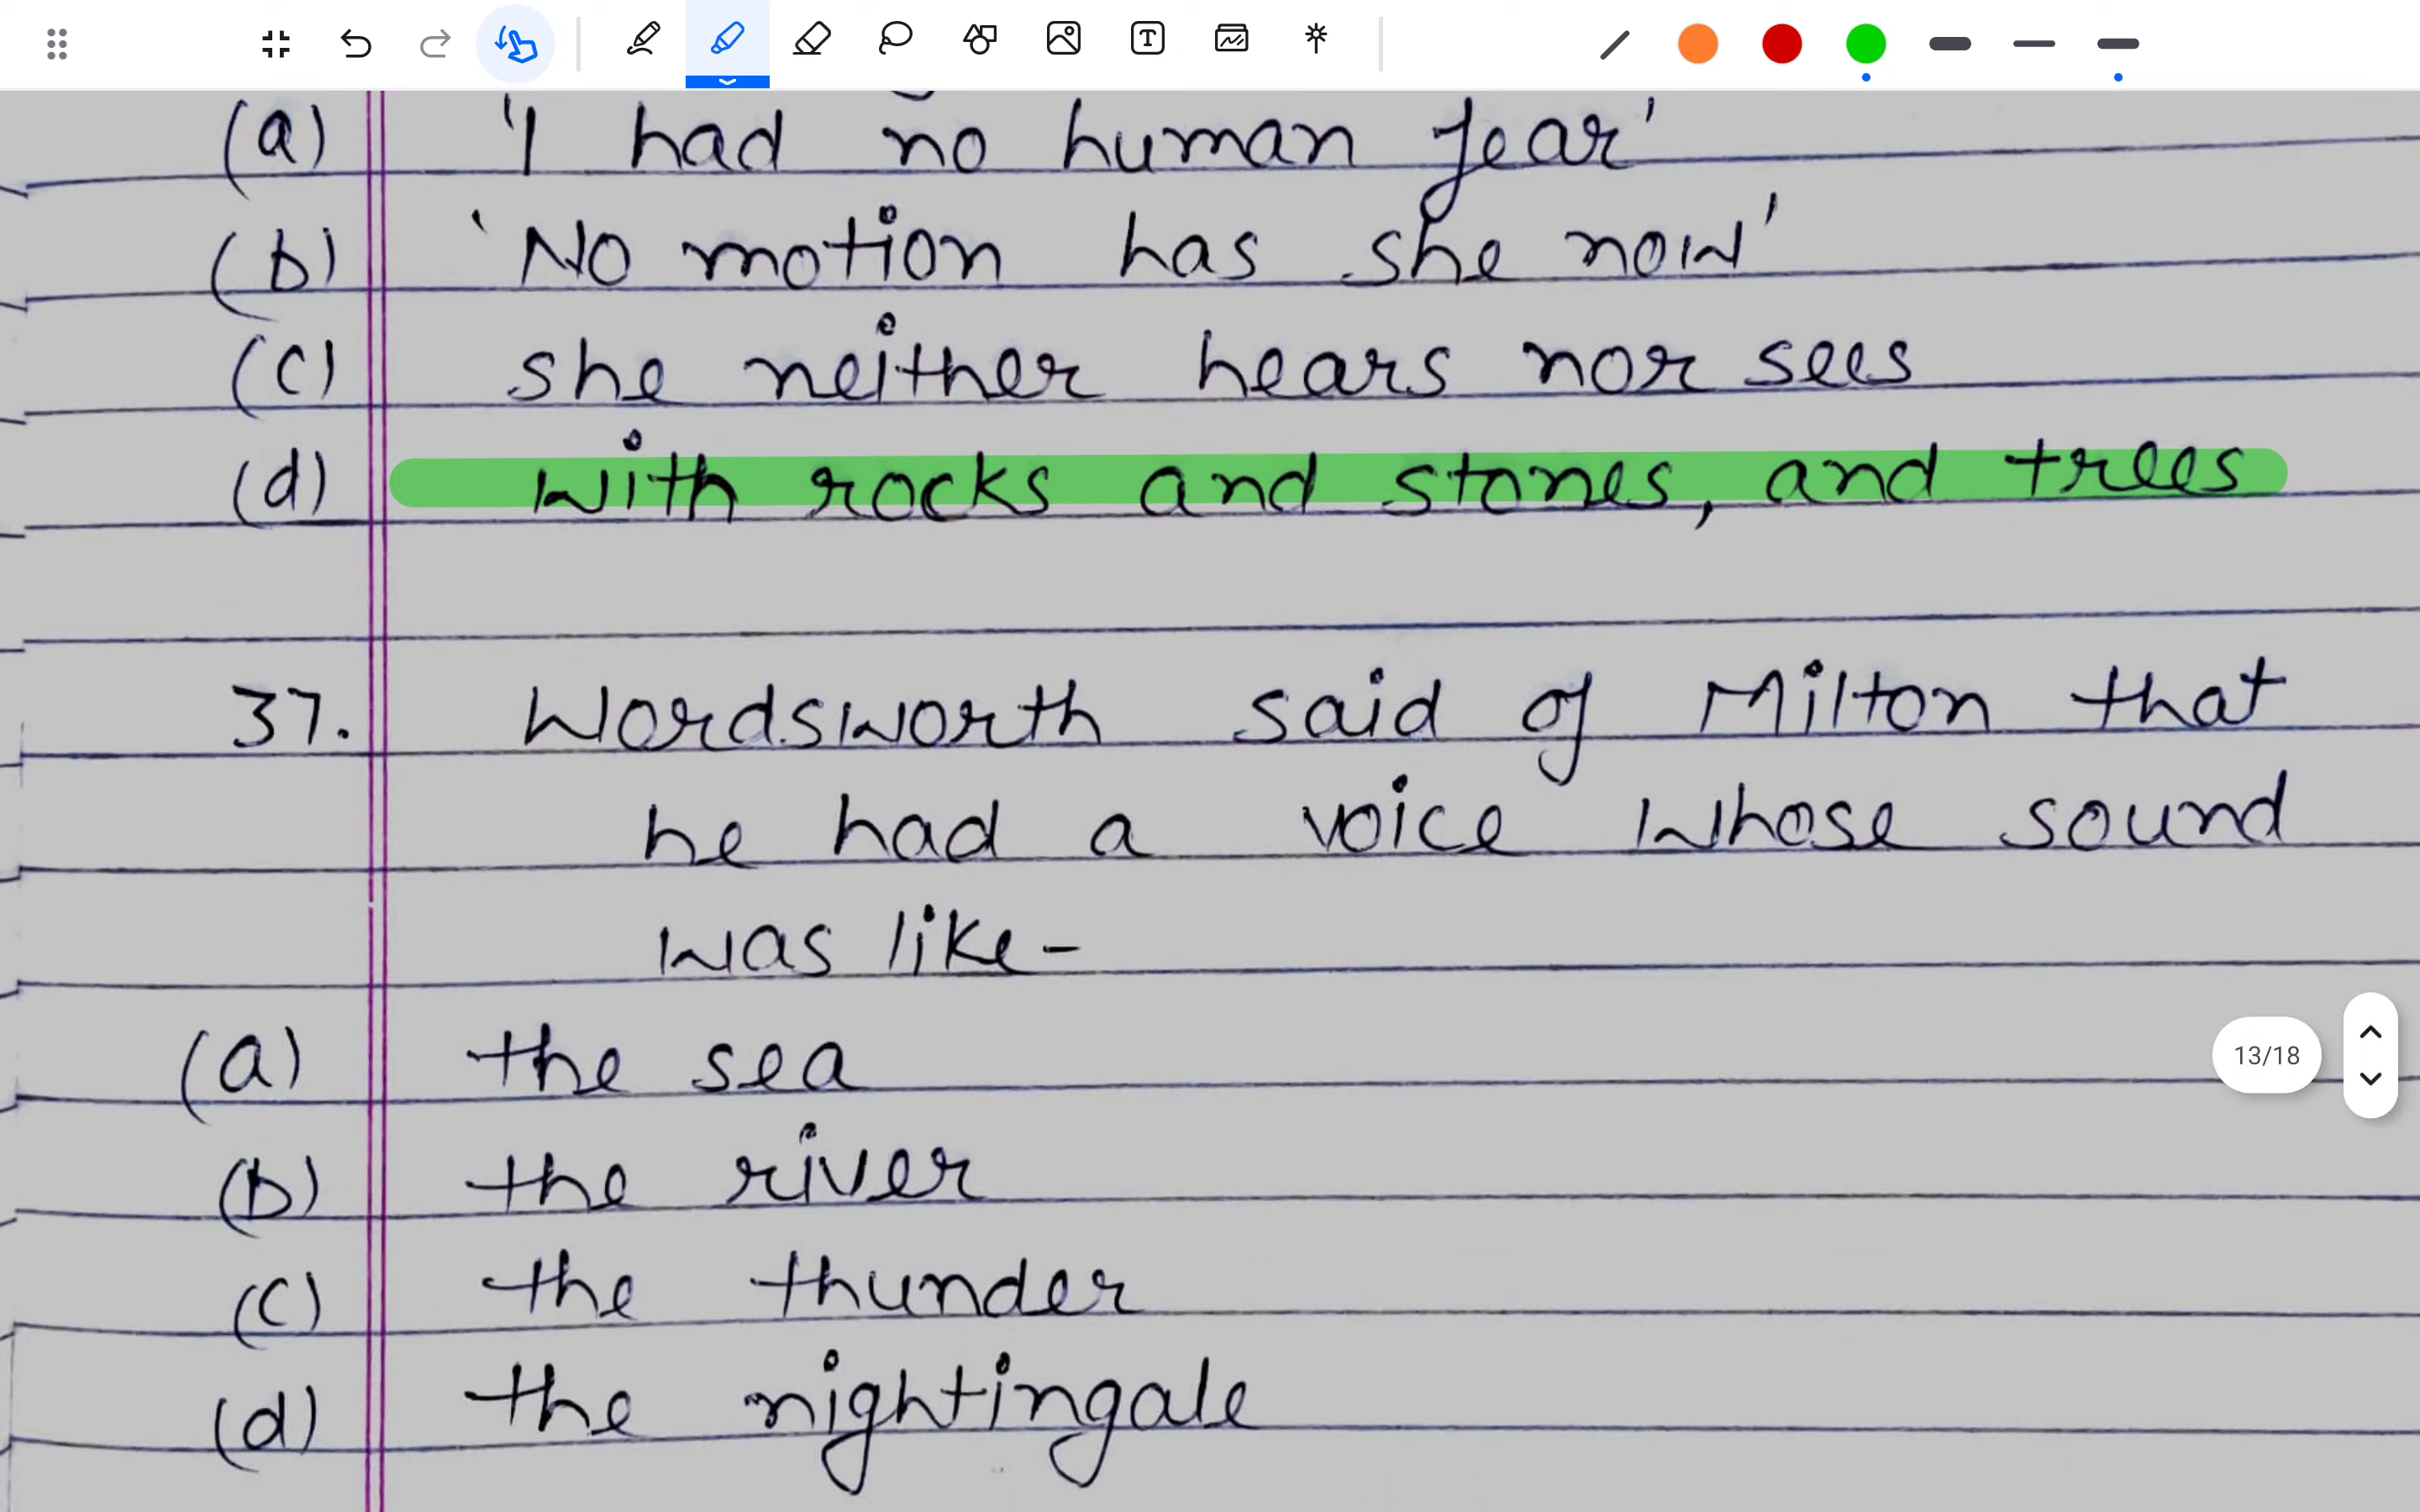 (a) 'I had no human fear'
(b) 'No motion has she now'
(c) she neither hears nor sees
(d) with rocks and stones, and trees
37. Wordsworth said of Milton that
he had a voice whose sound
was like-
(a) the sea
13/18
(b) the river
(c) the thunder
(d) the nightingale